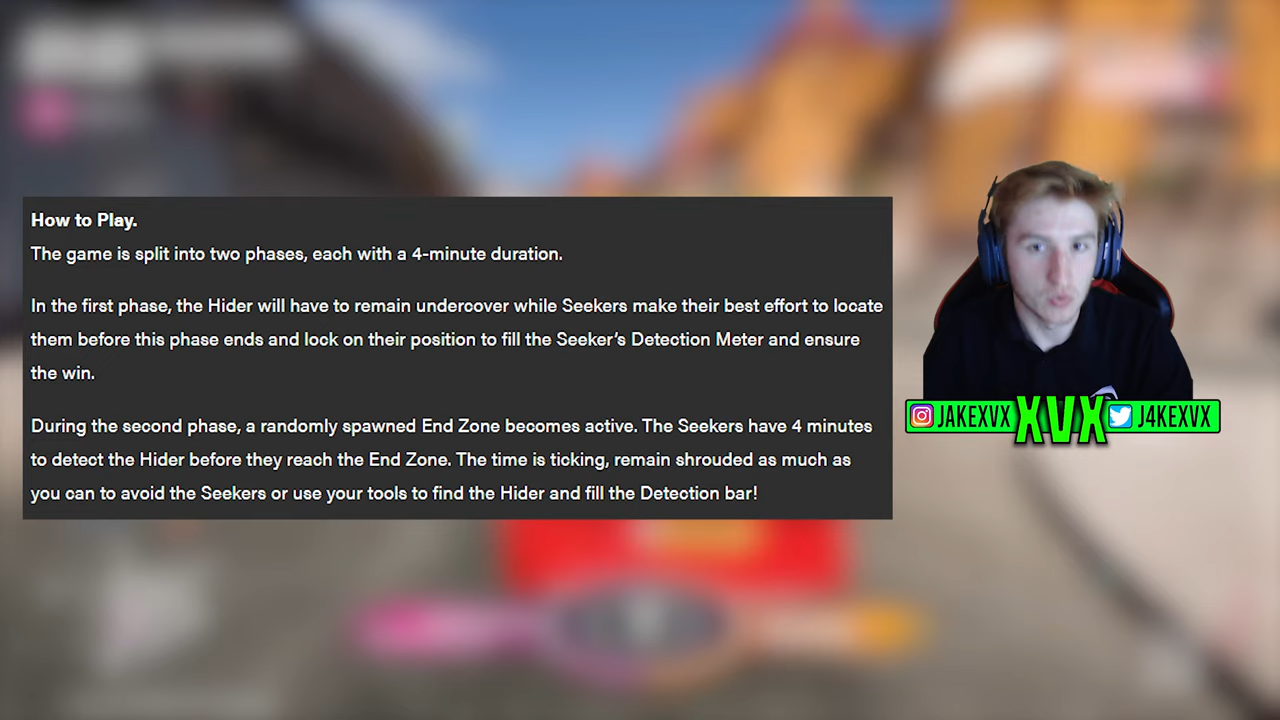 How to Play.
The game is split into two phases, each with a 4-minute duration.
In the first phase, the Hider will have to remain undercover while Seekers make their best effort to locate
them before this phase ends and lock on their position to fill the Seeker's Detection Meter and ensure
the win.
During the second phase, a randomly spawned End Zone becomes active. The Seekers have 4 minutes
to detect the Hider before they reach the End Zone. The time is ticking, remain shrouded as much as
you can to avoid the Seekers or use your tools to find the Hider and fill the Detection bar!
JAKEXVX XVX J4KEXVX